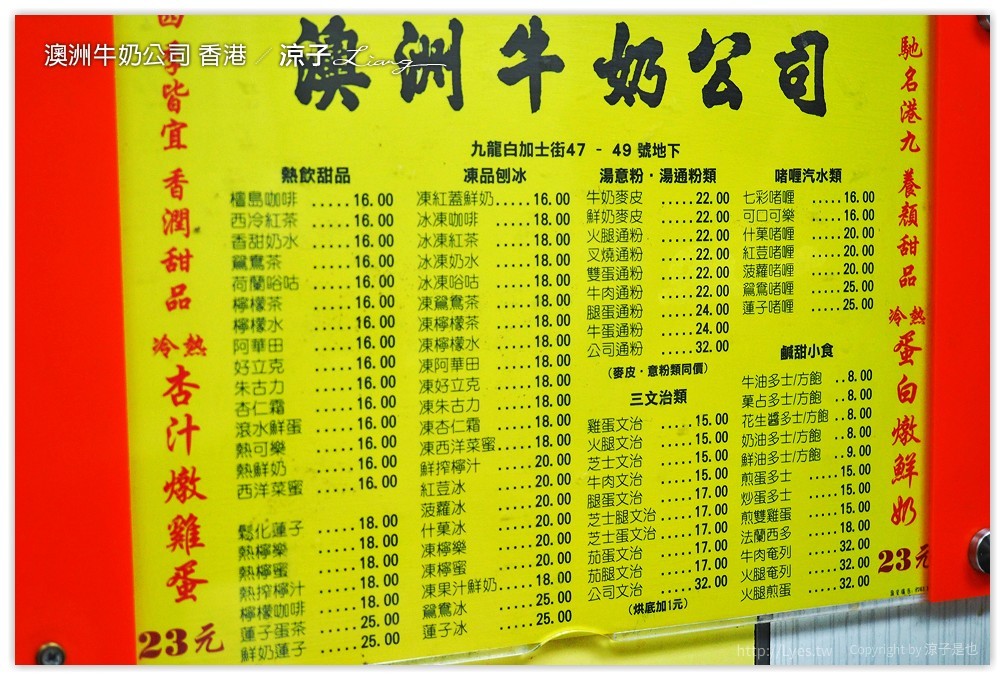 澳洲牛奶公司 香港 / 涼子 Liang
澳洲牛奶公司
九龍白加士街47 - 49 號地下
四季皆宜 香潤甜品
冷熱 杏汁燉雞蛋
23元
熱飲甜品
檀島咖啡 .....16.00
西冷紅茶 ......16.00
香甜奶水 ......16.00
鴛鴦茶 ......16.00
荷蘭哈咕 ......16.00
檸檬茶 ......16.00
檸檬水 ......16.00
阿華田 ......16.00
好立克 ......16.00
朱古力 ......16.00
杏仁霜 ......16.00
滾水鮮蛋 ......16.00
熱可樂 ......16.00
熱鮮奶 ......16.00
西洋菜蜜 ......16.00
鬆化蓮子 ......18.00
熱檸樂 ......18.00
熱檸蜜 ......18.00
熱搾檸汁 ......18.00
檸檬咖啡 ......18.00
蓮子蛋茶 ......25.00
鮮奶蓮子 ......25.00
凍品刨冰
凍紅蓋鮮奶.....16.00
冰凍咖啡 ......18.00
冰凍紅茶 ......18.00
冰凍奶水 ......18.00
冰凍哈咕 ......18.00
凍鴛鴦茶 ......18.00
凍檸檬茶 ......18.00
凍檸檬水 ......18.00
凍阿華田 ......18.00
凍好立克 ......18.00
凍朱古力 ......18.00
凍杏仁霜 ......18.00
凍西洋菜蜜.....18.00
鮮搾檸汁 ......20.00
紅荳冰 ......20.00
菠蘿冰 ......20.00
什菓冰 ......20.00
凍檸樂 ......20.00
凍檸蜜 ......20.00
凍果汁鮮奶.....18.00
鴛鴦冰 ......25.00
蓮子冰 ......25.00
湯意粉·湯通粉類
牛奶麥皮 .....22.00
鮮奶麥皮 .....22.00
火腿通粉 .....22.00
叉燒通粉 .....22.00
雙蛋通粉 .....22.00
牛肉通粉 .....22.00
腿蛋通粉 .....24.00
牛蛋通粉 .....24.00
公司通粉 .....32.00
(麥皮·意粉類同價)
三文治類
雞蛋文治 .....15.00
火腿文治 .....15.00
芝士文治 .....15.00
牛肉文治 .....15.00
腿蛋文治 .....17.00
芝士腿文治 .....17.00
芝士蛋文治 .....17.00
茄蛋文治 .....17.00
茄腿文治 .....17.00
公司文治 .....32.00
(烘底加1元)
啫喱汽水類
七彩啫喱 .....16.00
可口可樂 .....16.00
什菓啫喱 .....20.00
紅荳啫喱 .....20.00
菠蘿啫喱 .....20.00
鴛鴦啫喱 .....25.00
蓮子啫喱 .....25.00
鹹甜小食
牛油多士/方飽 ..8.00
菓占多士/方飽 ..8.00
花生醬多士/方飽 ..8.00
奶油多士/方飽 ..8.00
鮮油多士/方飽 ..9.00
煎蛋多士 .....15.00
炒蛋多士 .....15.00
煎雙雞蛋 .....15.00
法蘭西多 .....18.00
牛肉奄列 .....32.00
火腿奄列 .....32.00
火腿煎蛋 .....32.00
馳名港九 養顏甜品
冷熱 蛋白燉鮮奶
23元
http://Lyes.tw Copyright by 涼子是也